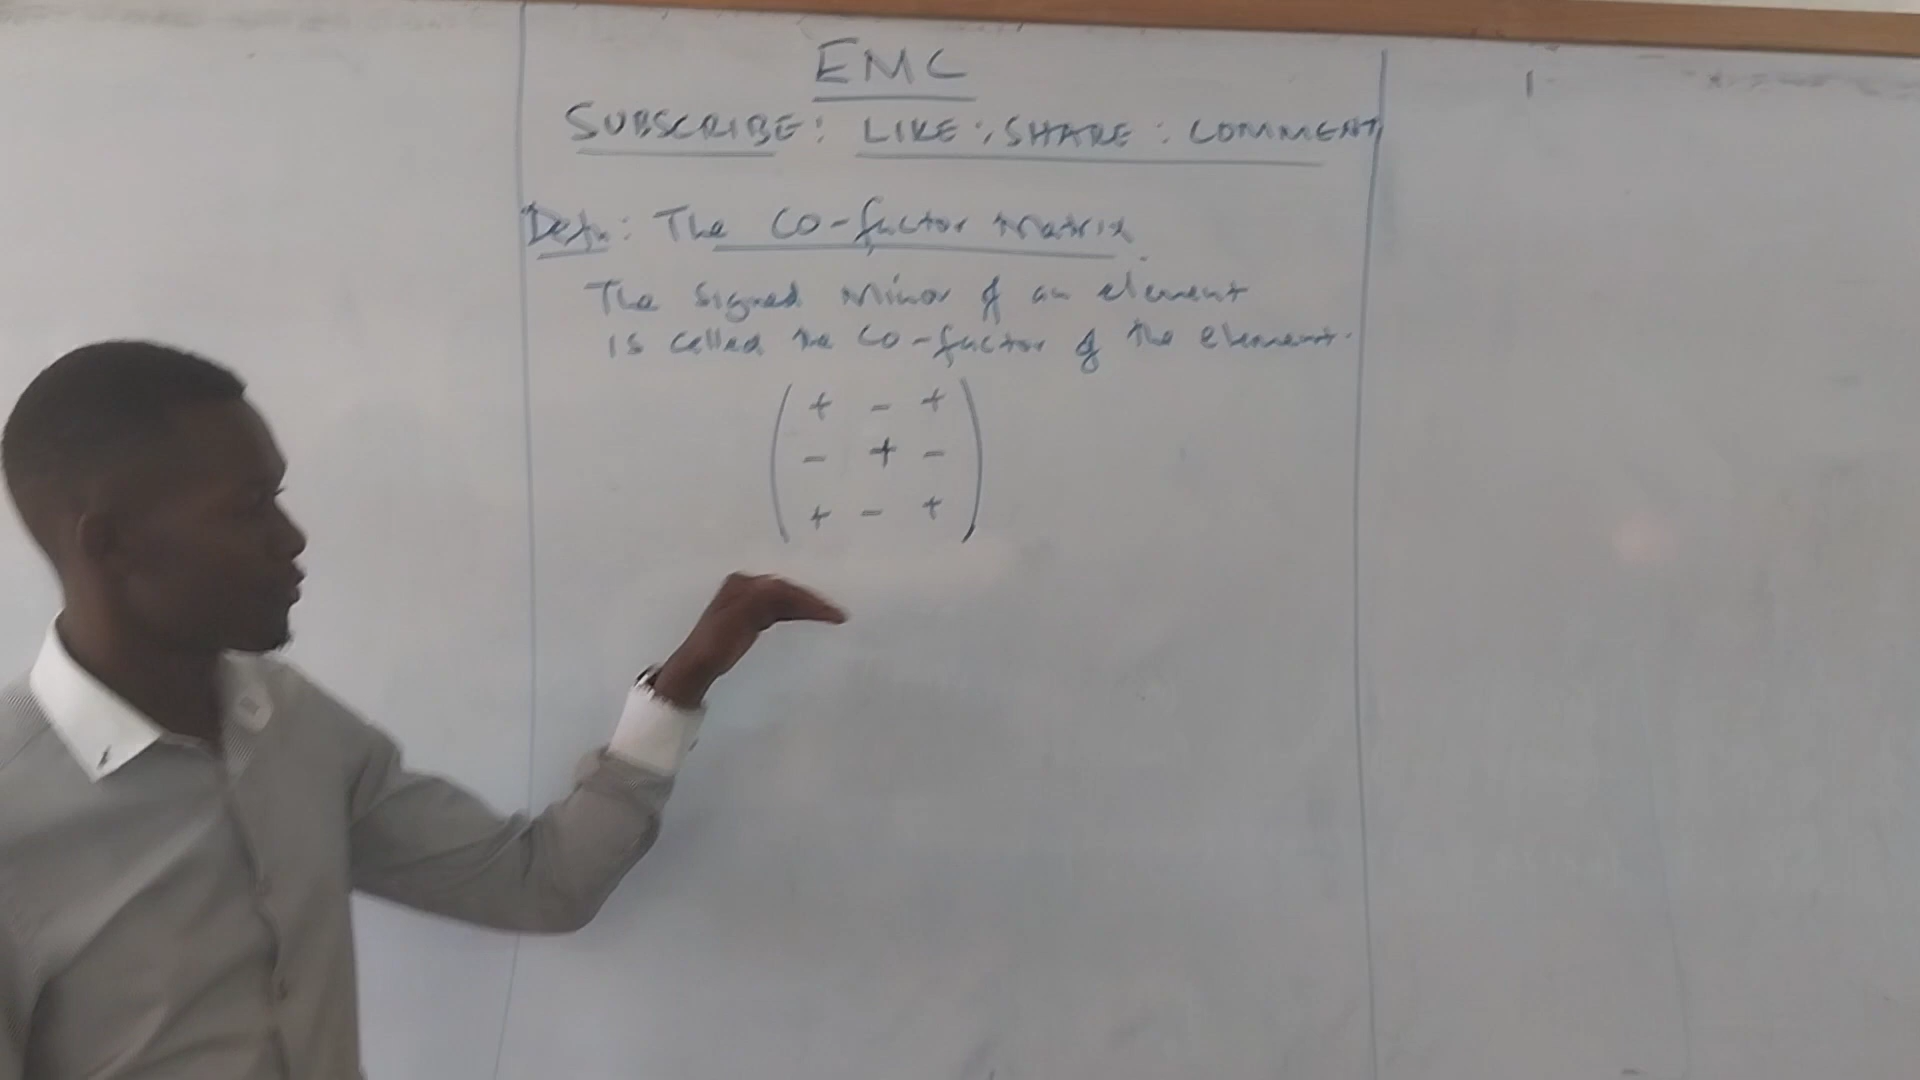 EMC
SUBSCRIBE: LIKE; SHARE: COMMENT
Defn: The Co-factor Matrix.
The signed Minor of an element
is called the co-factor of the element.
+ - +
- + -
+ - +